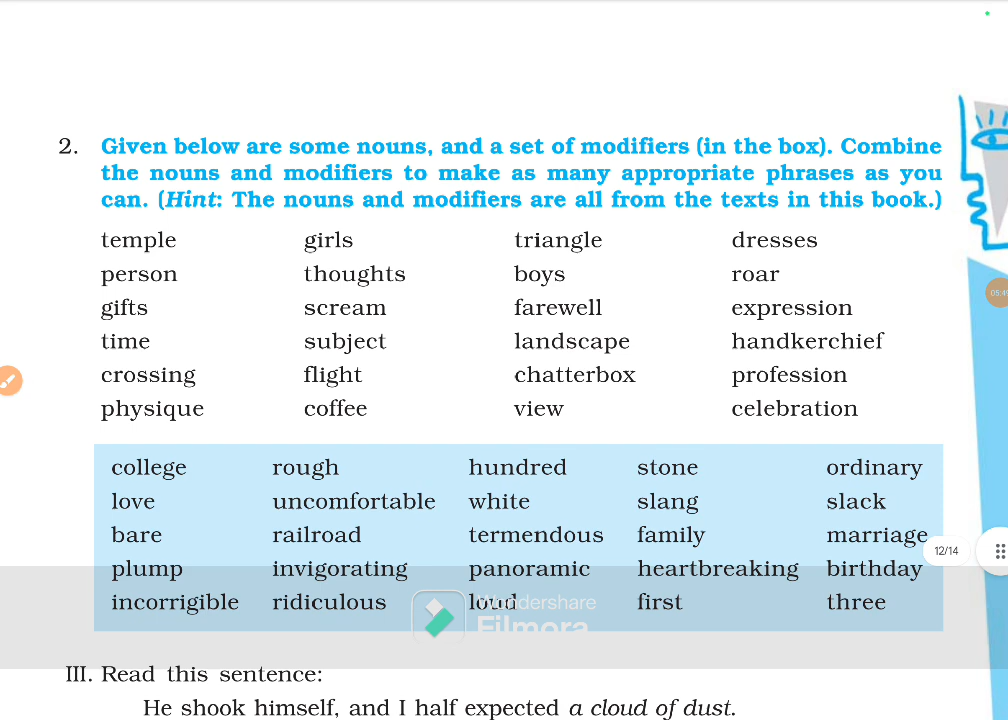 2. Given below are some nouns, and a set of modifiers (in the box). Combine
the nouns and modifiers to make as many appropriate phrases as you
can. (Hint: The nouns and modifiers are all from the texts in this book.)
temple girls triangle dresses
person thoughts boys roar
gifts scream farewell expression
time subject landscape handkerchief
crossing flight chatterbox profession
physique coffee view celebration
college rough hundred stone ordinary
love uncomfortable white slang slack
bare railroad termendous family marriage
plump invigorating panoramic heartbreaking birthday
incorrigible ridiculous loud first three
05:49
12/14
Wondershare
Filmora
III. Read this sentence:
He shook himself, and I half expected a cloud of dust.